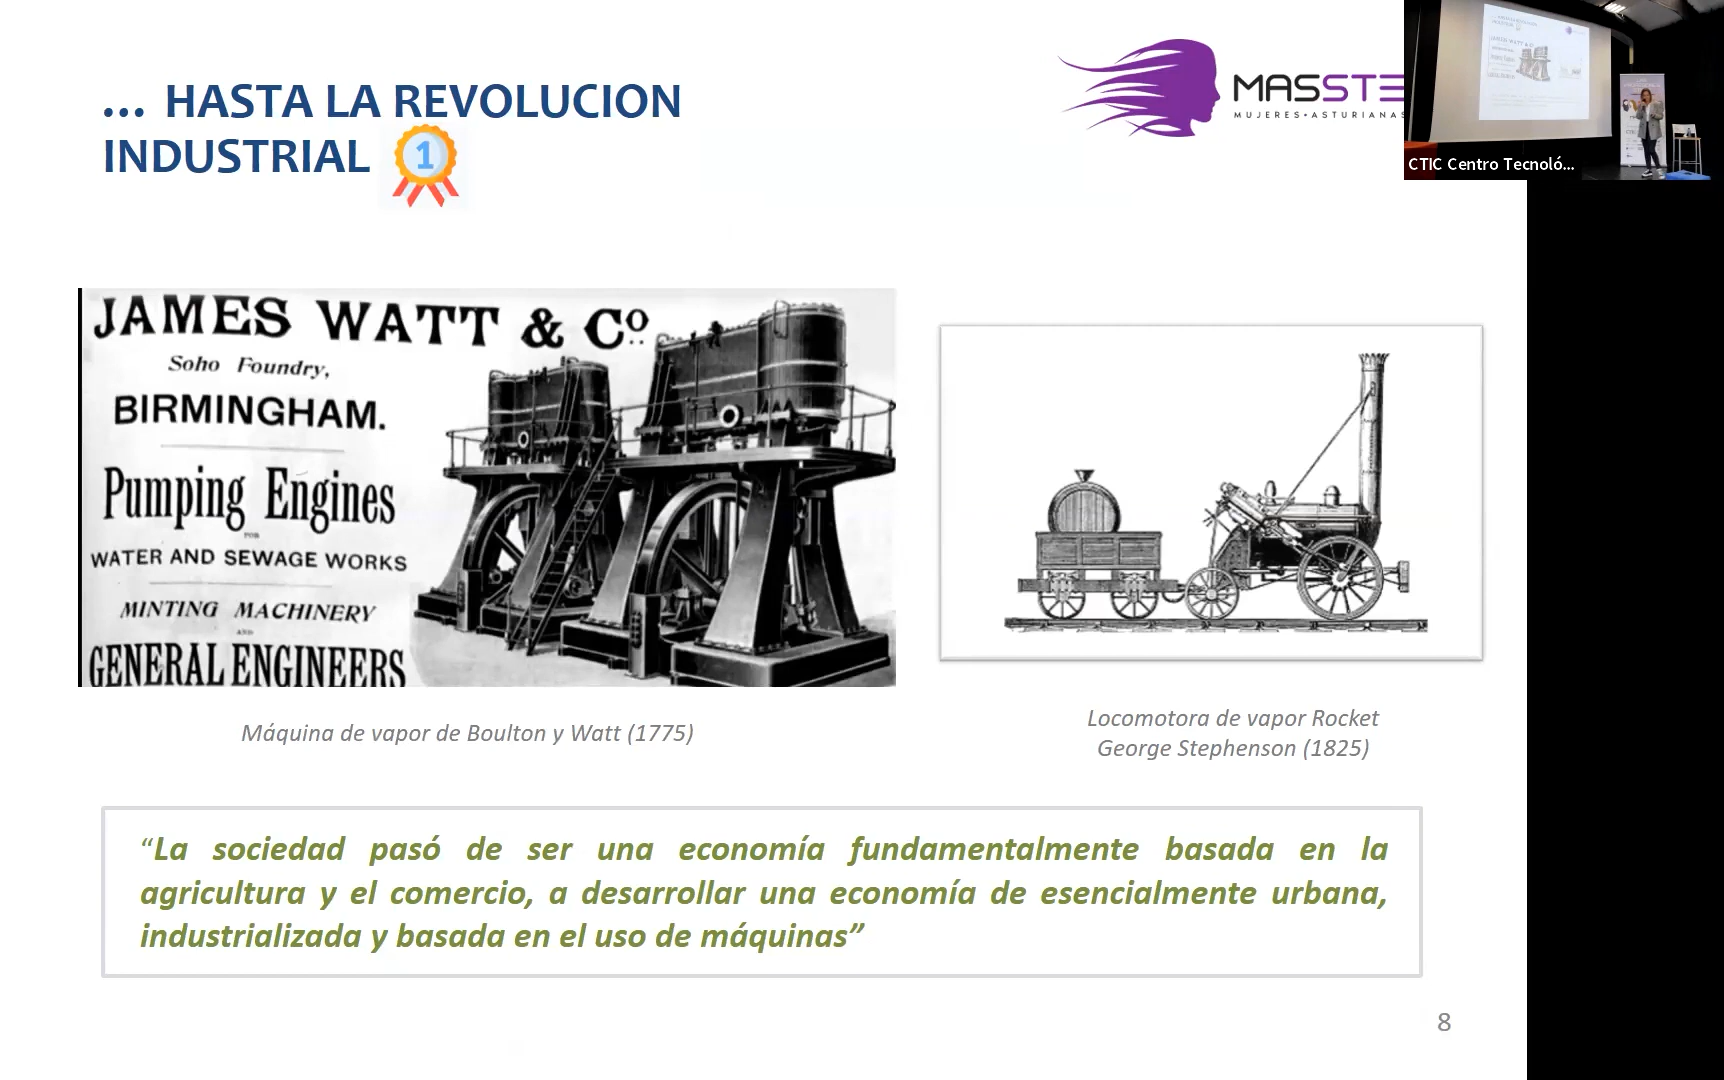 ... HASTA LA REVOLUCION
INDUSTRIAL
1
MASSTE
MUJERES•ASTURIANAS
CTIC Centro Tecnoló...
JAMES WATT & Cº
Soho Foundry,
BIRMINGHAM.
Pumping Engines
FOR
WATER AND SEWAGE WORKS
MINTING MACHINERY
AND
GENERAL ENGINEERS
Máquina de vapor de Boulton y Watt (1775)
Locomotora de vapor Rocket
George Stephenson (1825)
“La sociedad pasó de ser una economía fundamentalmente basada en la
agricultura y el comercio, a desarrollar una economía de esencialmente urbana,
industrializada y basada en el uso de máquinas”
8